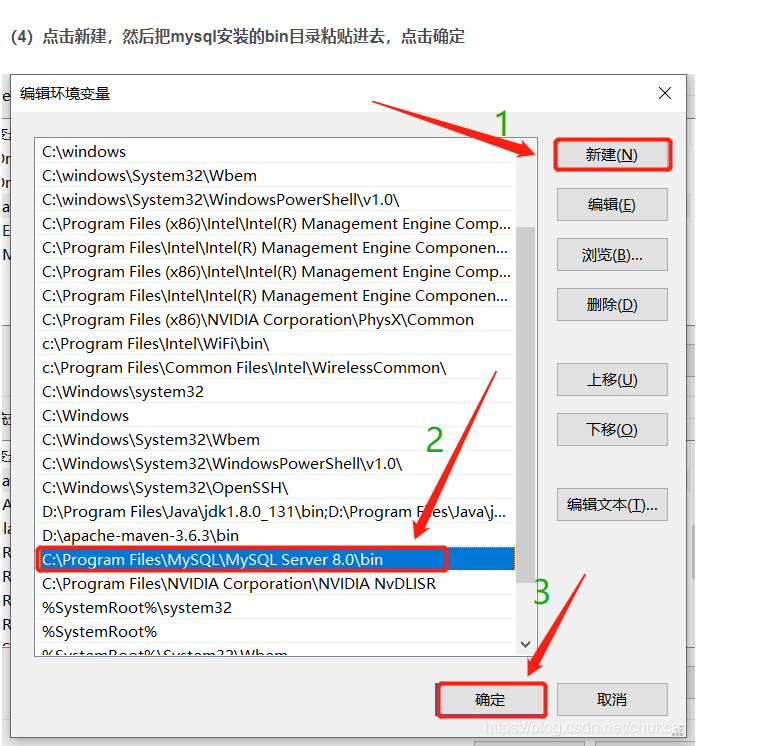 (4) 点击新建，然后把mysql安装的bin目录粘贴进去，点击确定
编辑环境变量
1
C:\windows
新建(N)
C:\windows\System32\Wbem
C:\windows\System32\WindowsPowerShell\v1.0\
编辑(E)
C:\Program Files (x86)\Intel\Intel(R) Management Engine Comp...
C:\Program Files\Intel\Intel(R) Management Engine Componen...
浏览(B)...
C:\Program Files (x86)\Intel\Intel(R) Management Engine Comp...
C:\Program Files\Intel\Intel(R) Management Engine Componen...
删除(D)
C:\Program Files (x86)\NVIDIA Corporation\PhysX\Common
c:\Program Files\Intel\WiFi\bin\
c:\Program Files\Common Files\Intel\WirelessCommon\
上移(U)
C:\Windows\system32
C:\Windows
下移(O)
C:\Windows\System32\Wbem
2
C:\Windows\System32\WindowsPowerShell\v1.0\
C:\Windows\System32\OpenSSH\
编辑文本(T)...
D:\Program Files\Java\jdk1.8.0_131\bin;D:\Program Files\Java\j...
D:\apache-maven-3.6.3\bin
C:\Program Files\MySQL\MySQL Server 8.0\bin
C:\Program Files\NVIDIA Corporation\NVIDIA NvDLISR
3
%SystemRoot%\system32
%SystemRoot%
%SystemRoot%\System32\Wbem
确定
取消
https://blog.csdn.net/chukcai